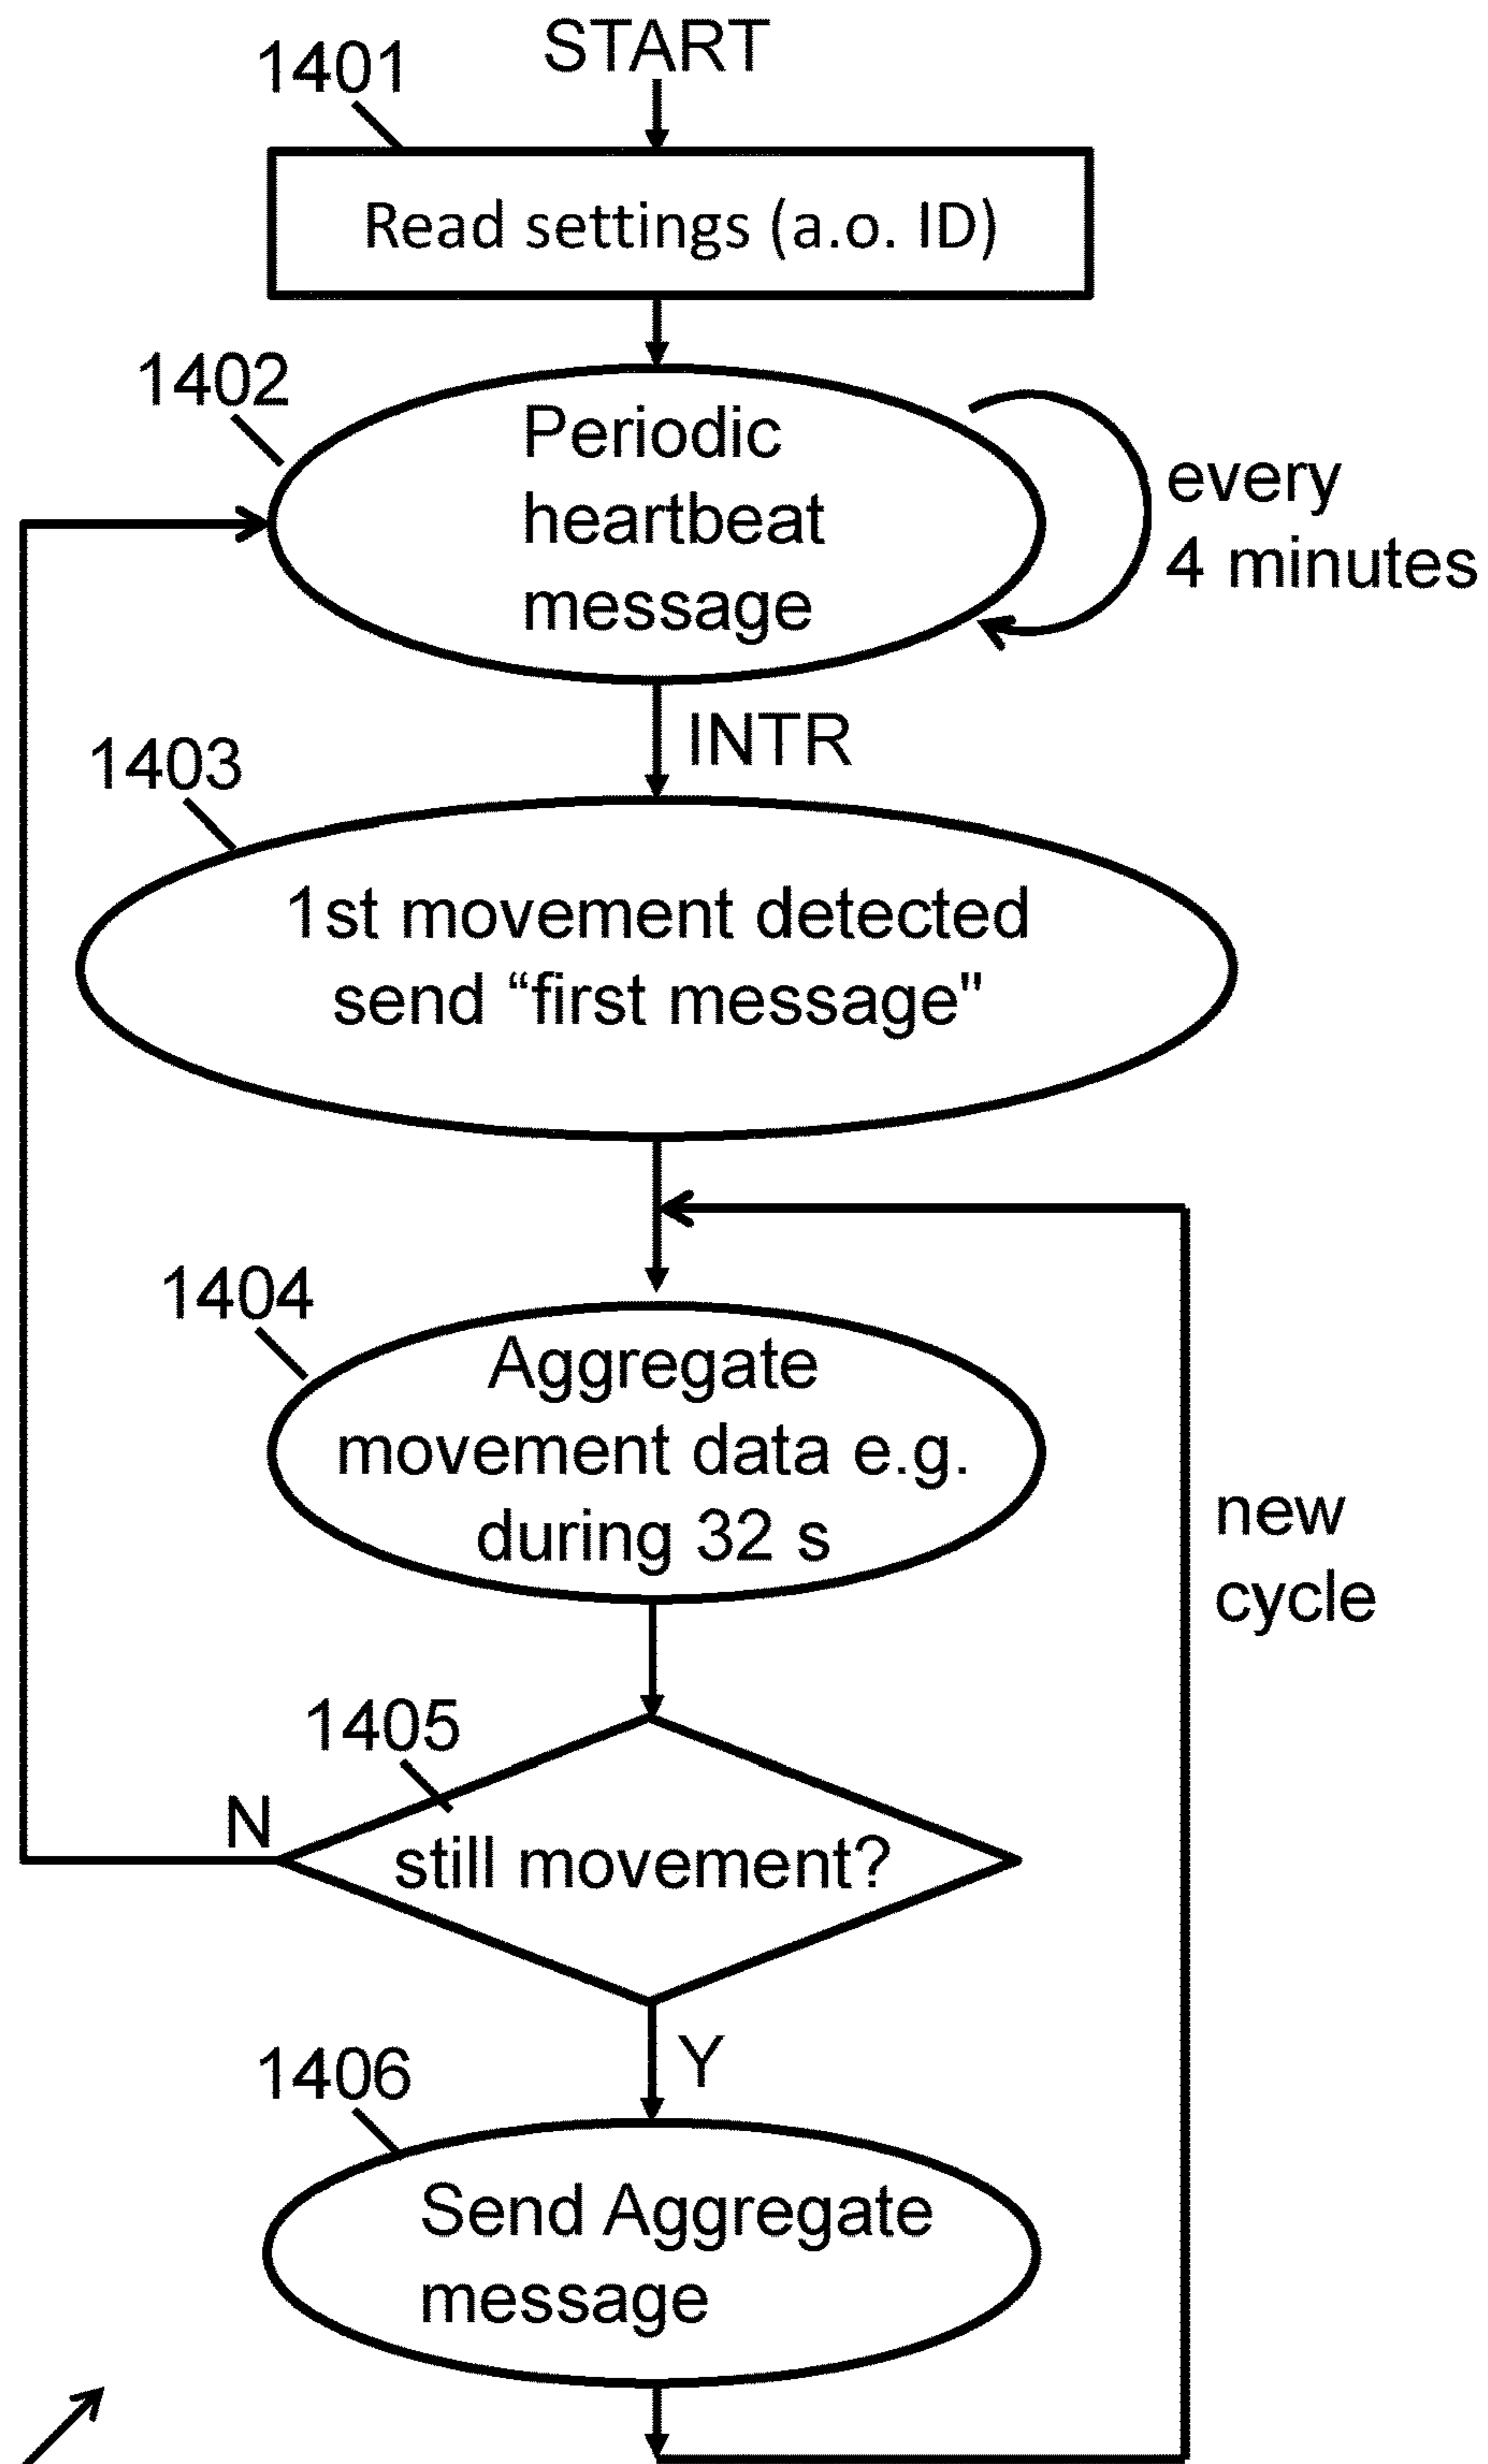 START
1401
Read settings (a.o. ID)
1402
Periodic
heartbeat
message
every
4 minutes
INTR
1403
1st movement detected
send “first message"
1404
Aggregate
movement data e.g.
during 32 s
new
cycle
1405
N
still movement?
Y
1406
Send Aggregate
message